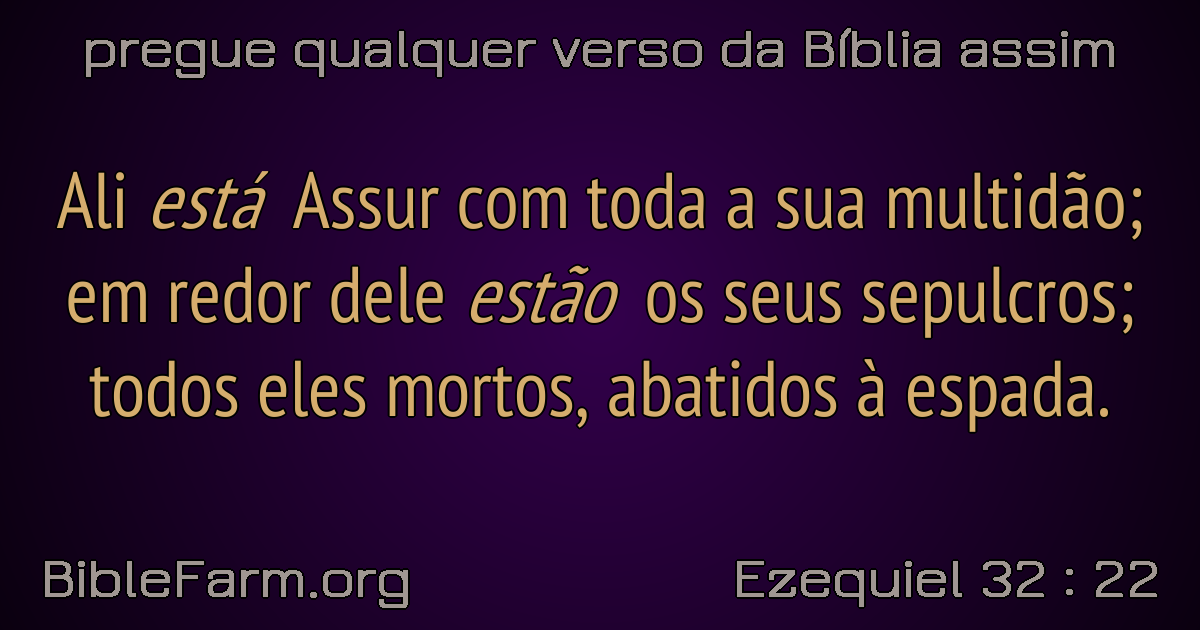 pregue qualquer verso da Bíblia assim
Ali está Assur com toda a sua multidão;
em redor dele estão os seus sepulcros;
todos eles mortos, abatidos à espada.
BibleFarm.org
Ezequiel 32 : 22